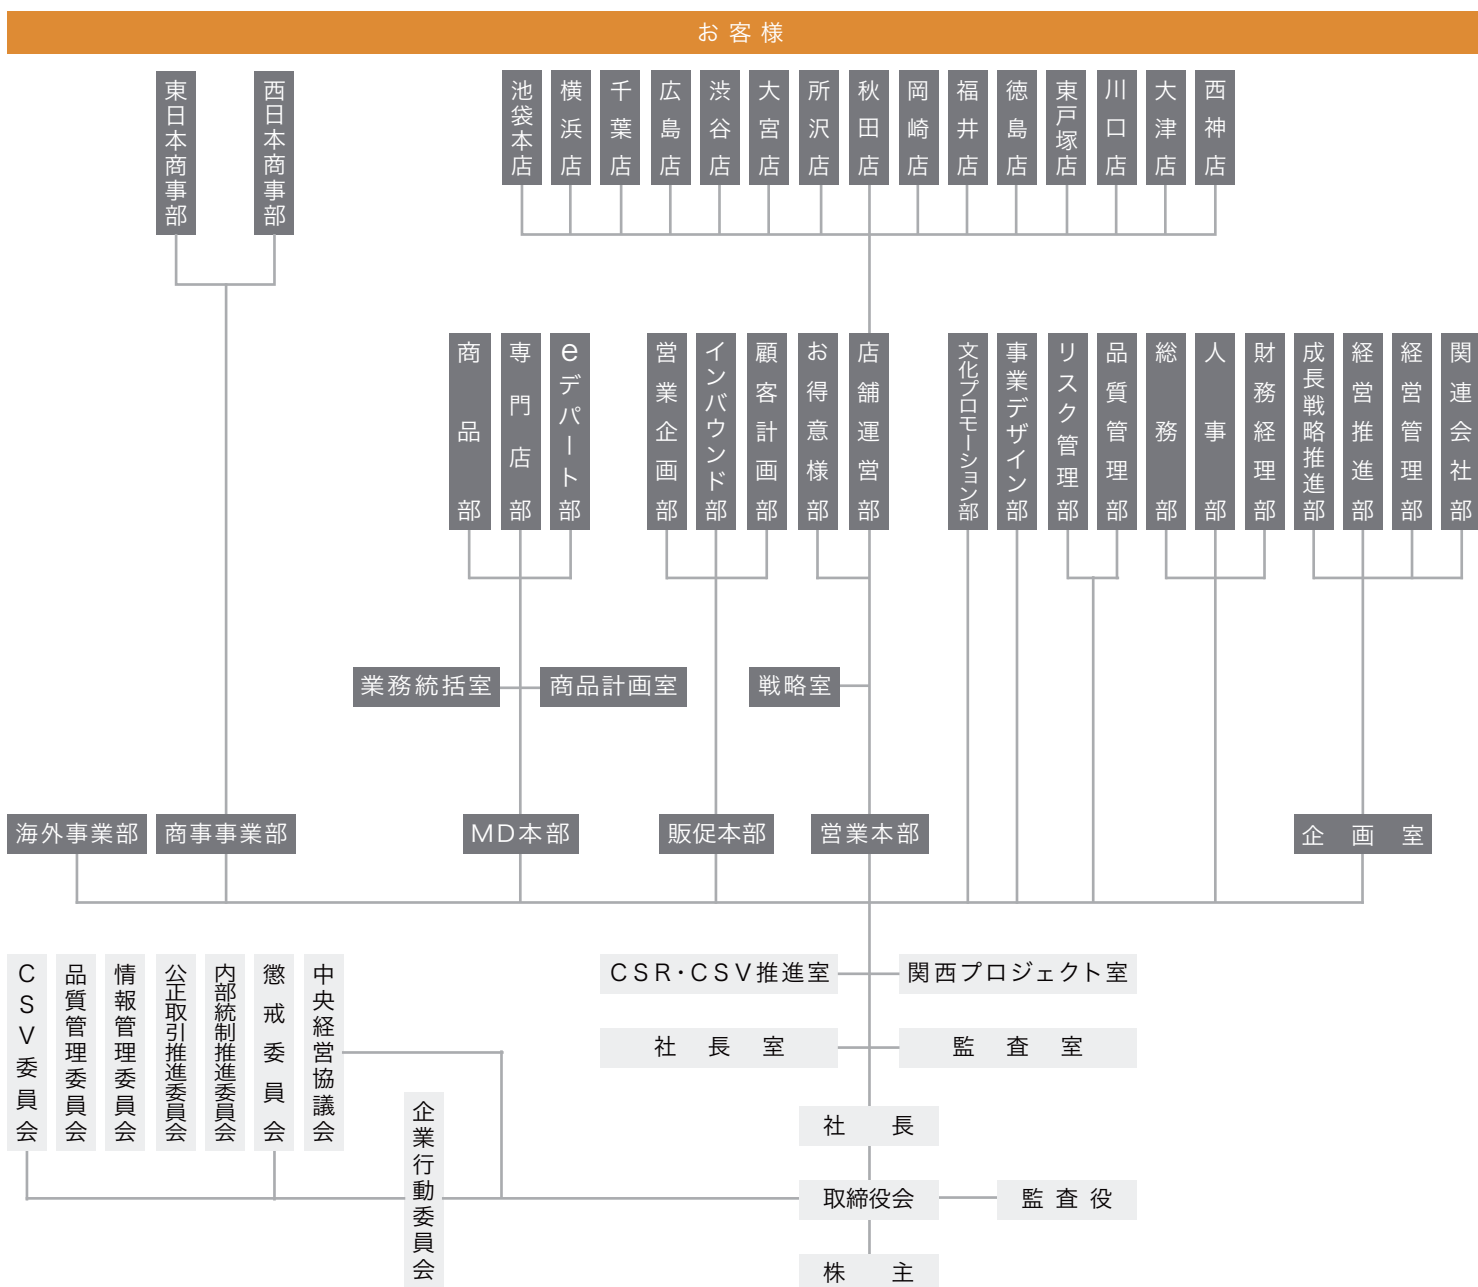 お客様
東日本商事部
西日本商事部
池袋本店
横浜店
千葉店
広島店
渋谷店
大宮店
所沢店
秋田店
岡崎店
福井店
徳島店
東戸塚店
川口店
大津店
西神店
商品部
専門店部
eデパート部
営業企画部
インバウンド部
顧客計画部
お得意様部
店舗運営部
文化プロモーション部
事業デザイン部
リスク管理部
品質管理部
総務部
人事部
財務経理部
成長戦略推進部
経営推進部
経営管理部
関連会社部
業務統括室
商品計画室
戦略室
海外事業部
商事事業部
MD本部
販促本部
営業本部
企画室
CSV委員会
品質管理委員会
情報管理委員会
公正取引推進委員会
内部統制推進委員会
懲戒委員会
中央経営協議会
CSR・CSV推進室
関西プロジェクト室
社長室
監査室
企業行動委員会
社長
取締役会
監査役
株主